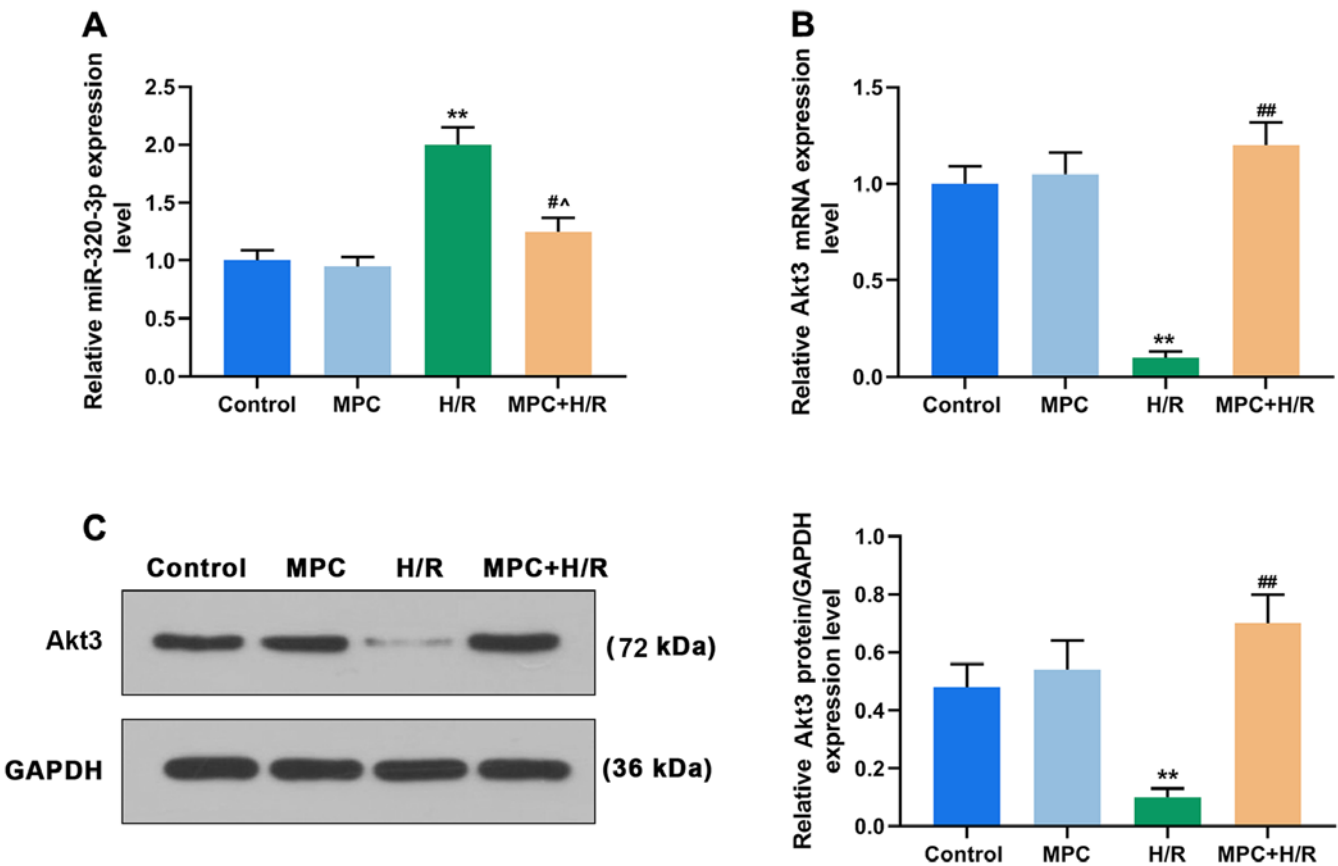 A
Relative miR-320-3p expression
level
2.5
2.0
1.5
1.0
0.5
0.0
**
#^
Control MPC H/R MPC+H/R
B
Relative Akt3 mRNA expression
level
1.5
1.0
0.5
0.0
**
##
Control MPC H/R MPC+H/R
C
Control MPC H/R MPC+H/R
Akt3 (72 kDa)
GAPDH (36 kDa)
Relative Akt3 protein/GAPDH
expression level
1.0
0.8
0.6
0.4
0.2
0.0
**
##
Control MPC H/R MPC+H/R